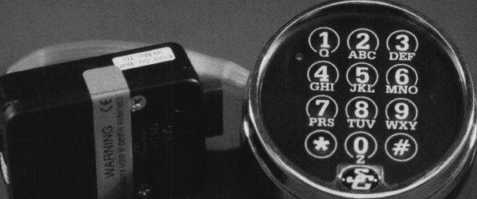 WARNING
CE
1 2 3
Q ABC DEF
4 5 6
GHI JKL MNO
7 8 9
PRS TUV WXY
* 0 #
Z